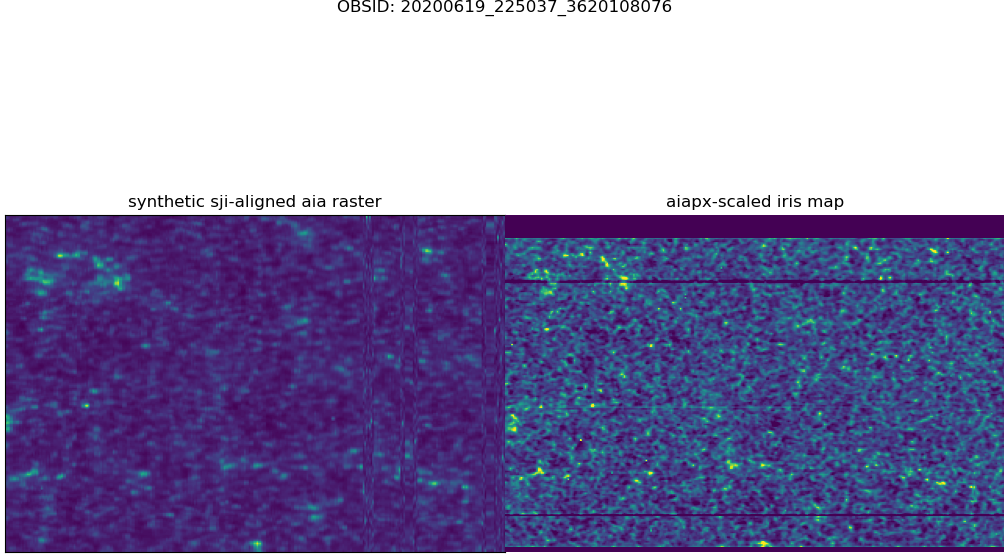 OBSID: 20200619_225037_3620108076
synthetic sji-aligned aia raster
aiapx-scaled iris map